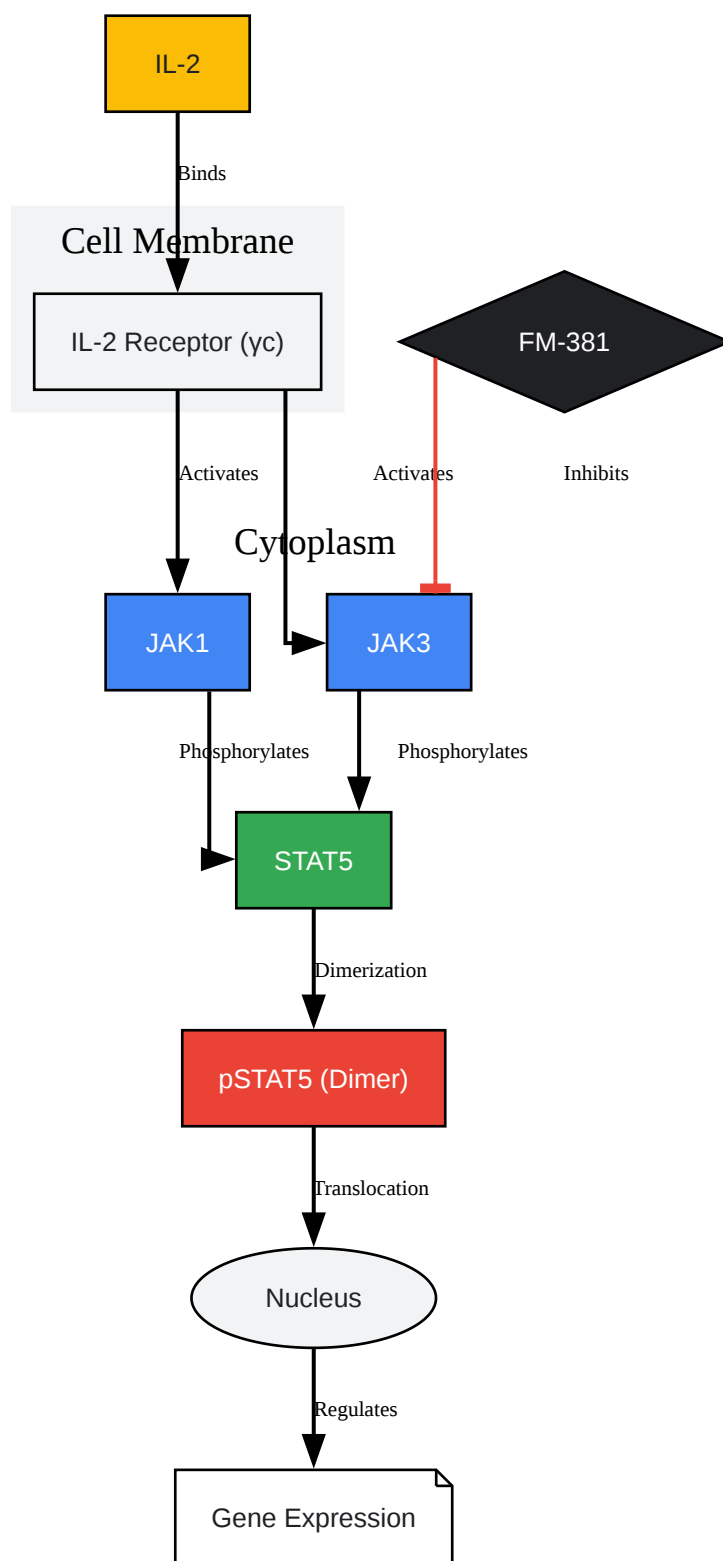 IL-2
Binds
Cell Membrane
IL-2 Receptor (γc)
FM-381
Activates
Activates
Inhibits
Cytoplasm
JAK1
JAK3
Phosphorylates
Phosphorylates
STAT5
Dimerization
pSTAT5 (Dimer)
Translocation
Nucleus
Regulates
Gene Expression